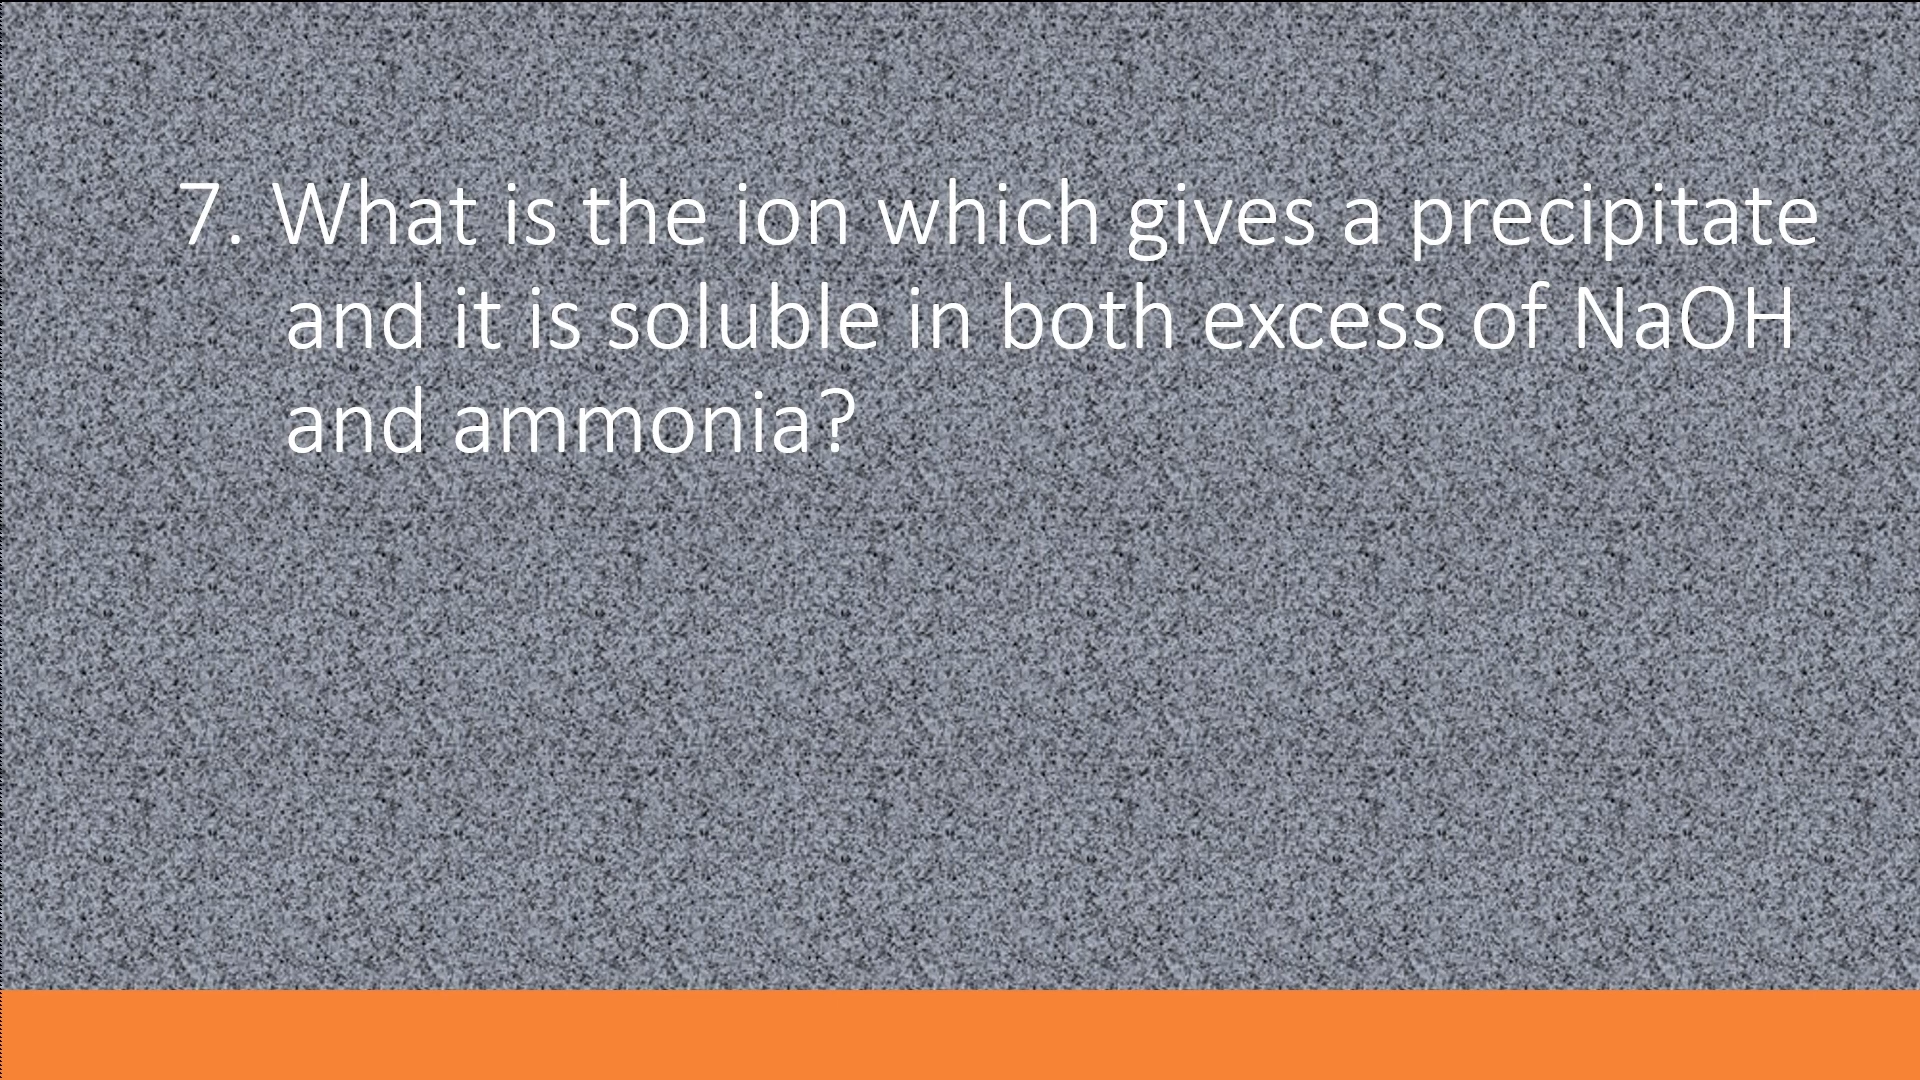 7. What is the ion which gives a precipitate
and it is soluble in both excess of NaOH
and ammonia?